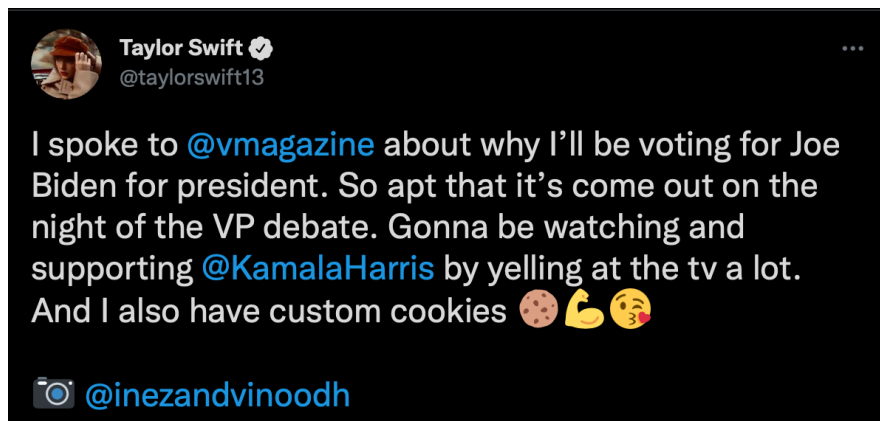 Taylor Swift
@taylorswift13
I spoke to @vmagazine about why I’ll be voting for Joe
Biden for president. So apt that it’s come out on the
night of the VP debate. Gonna be watching and
supporting @KamalaHarris by yelling at the tv a lot.
And I also have custom cookies 🍪💪😘
📷 @inezandvinoodh